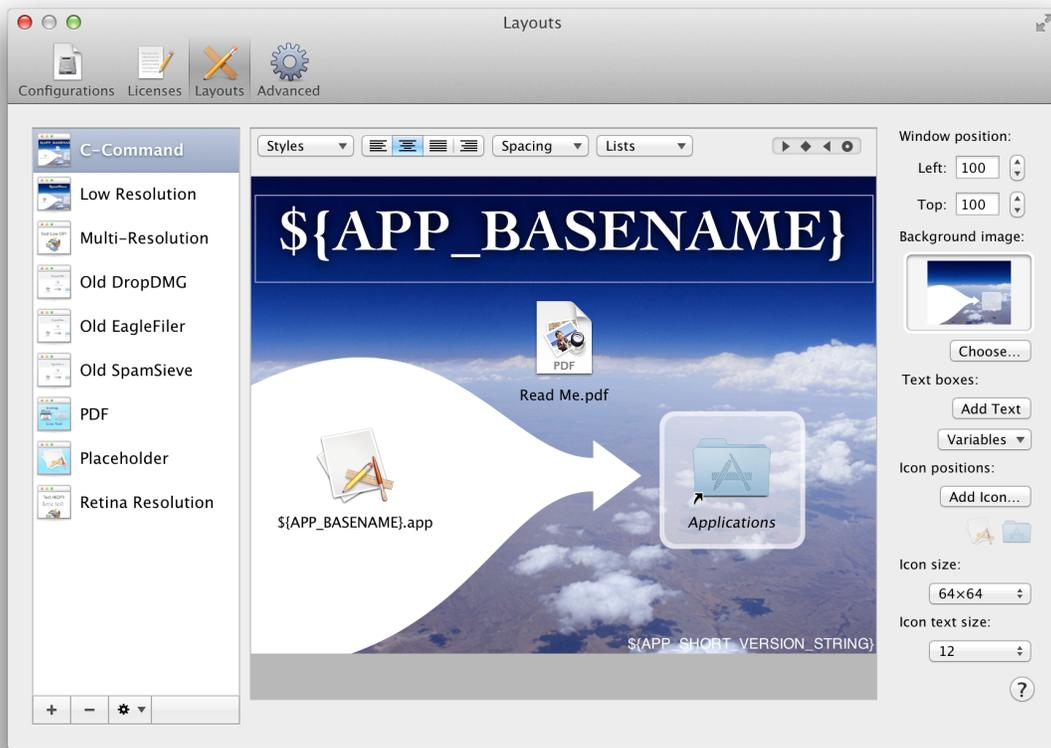 Layouts
Configurations
Licenses
Layouts
Advanced
C-Command
Low Resolution
Multi-Resolution
Old DropDMG
Old EagleFiler
Old SpamSieve
PDF
Placeholder
Retina Resolution
Styles
Spacing
Lists
${APP_BASENAME}
PDF
Read Me.pdf
${APP_BASENAME}.app
Applications
${APP_SHORT_VERSION_STRING}
Window position:
Left: 100
Top: 100
Background image:
Choose...
Text boxes:
Add Text
Variables
Icon positions:
Add Icon...
Icon size:
64×64
Icon text size:
12
?